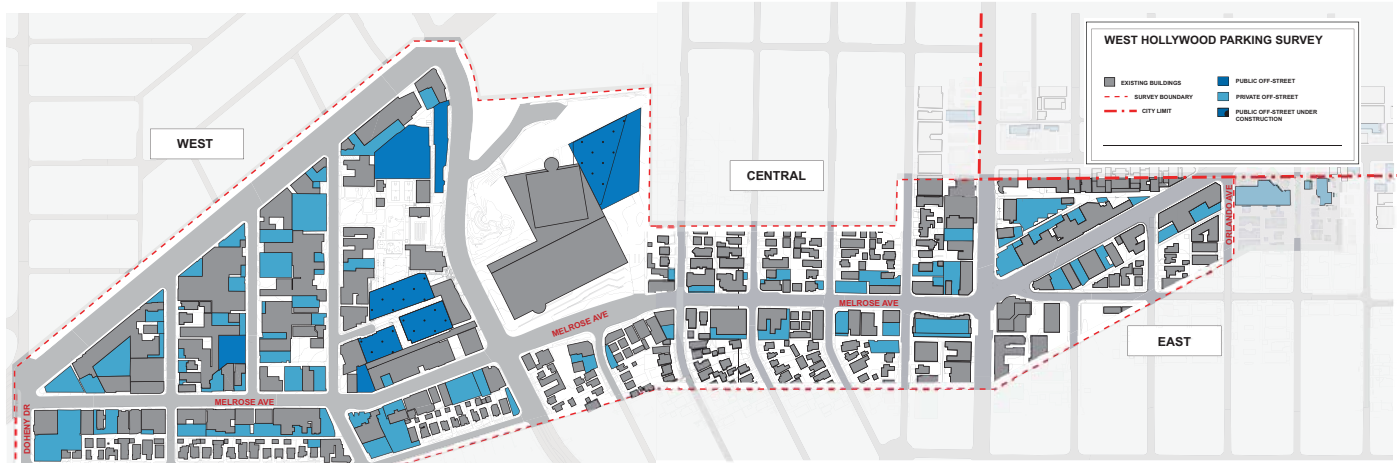 WEST HOLLYWOOD PARKING SURVEY
EXISTING BUILDINGS
SURVEY BOUNDARY
CITY LIMIT
PUBLIC OFF-STREET
PRIVATE OFF-STREET
PUBLIC OFF-STREET UNDER
CONSTRUCTION
WEST
CENTRAL
ORLANDO AVE
MELROSE AVE
MELROSE AVE
EAST
MELROSE AVE
DOHENY DR